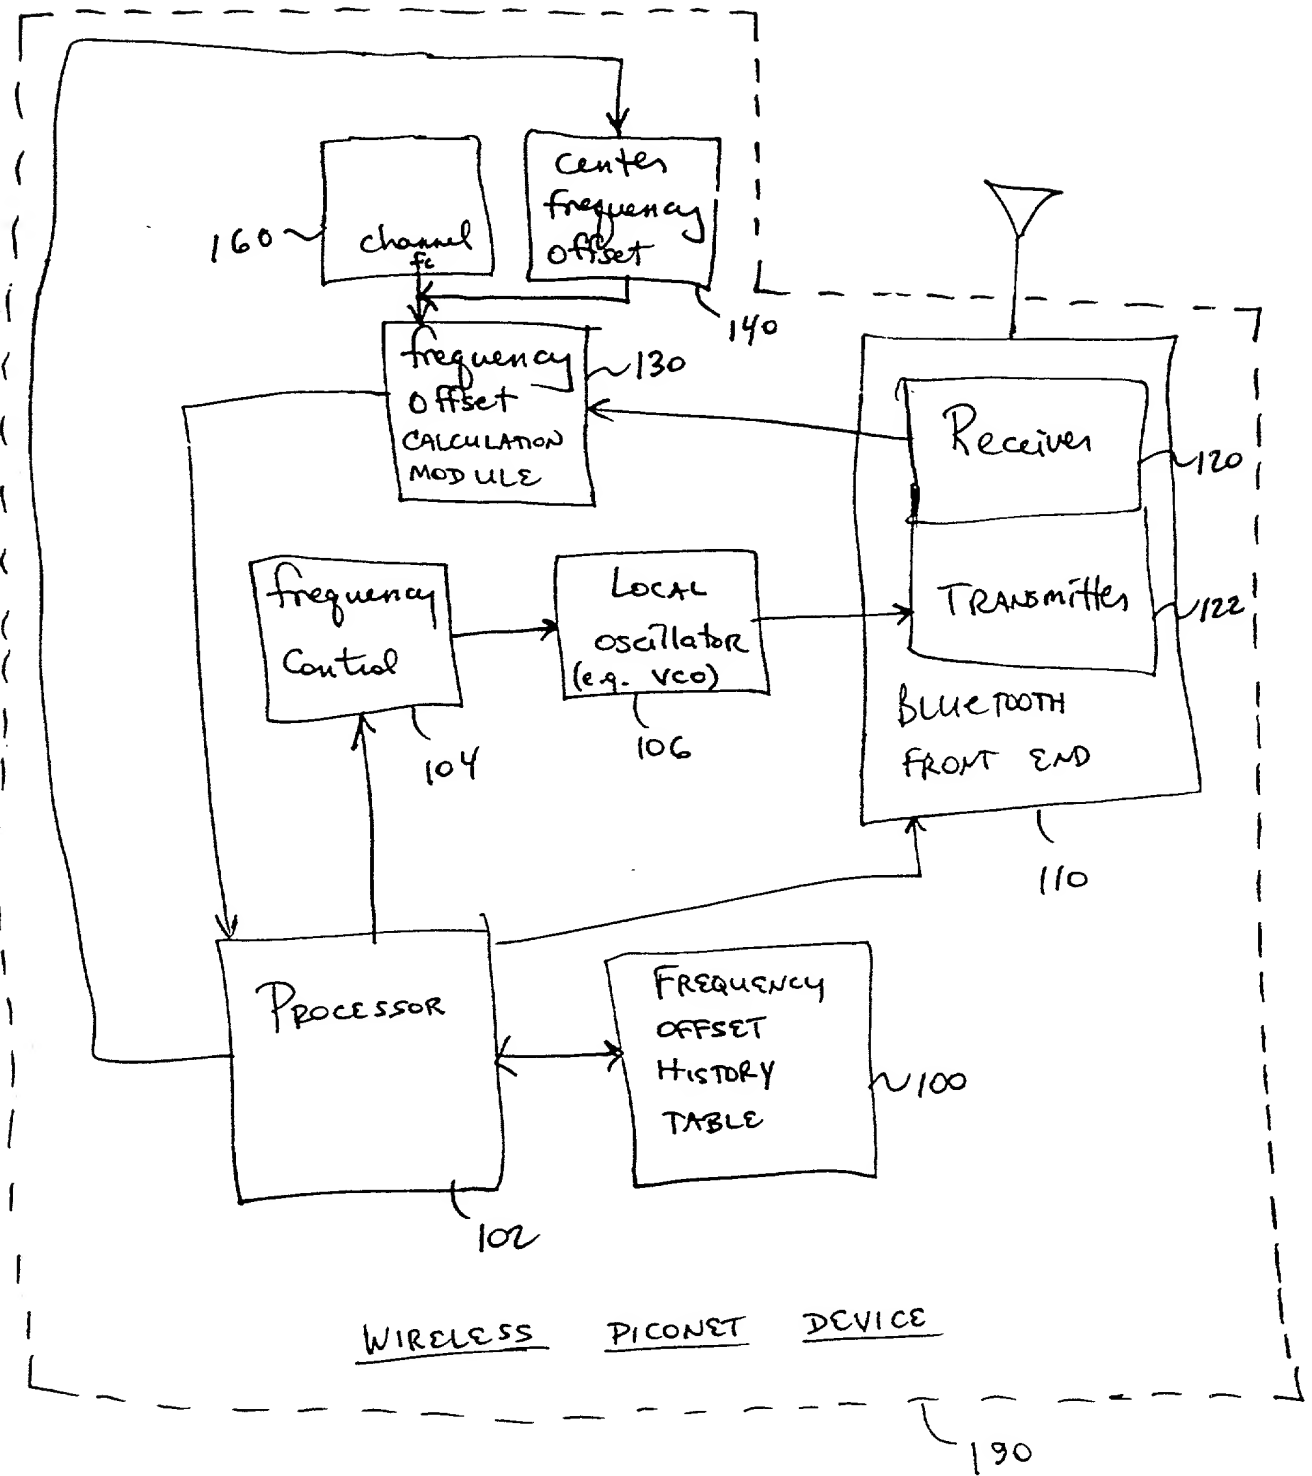 center
frequency
offset
160
channel
fc
140
frequency
offset
CALCULATION
MODULE
130
Receiver
120
frequency
control
LOCAL
oscillator
(e.g. VCO)
TRANSmitter
122
BLUETOOTH
FRONT END
104
106
110
PROCESSOR
FREQUENCY
OFFSET
HISTORY
TABLE
100
102
WIRELESS PICONET DEVICE
190